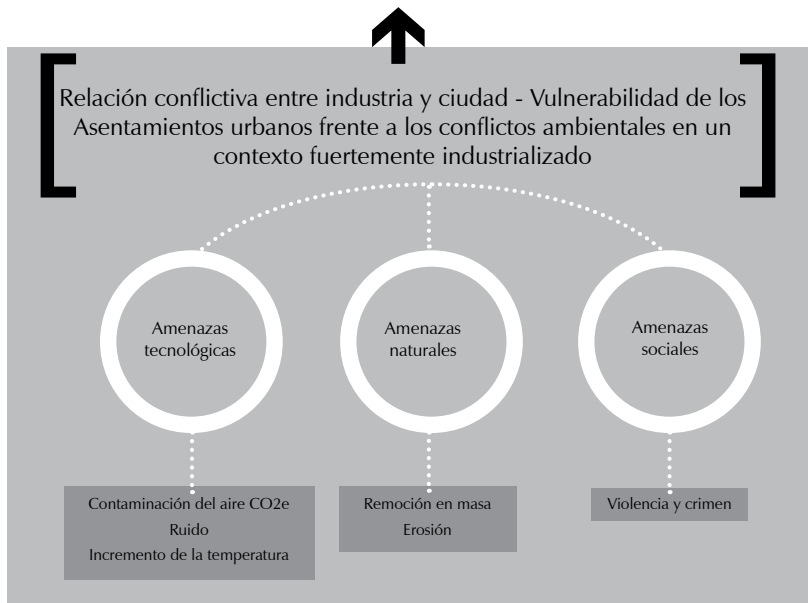 Relación conflictiva entre industria y ciudad - Vulnerabilidad de los
Asentamientos urbanos frente a los conflictos ambientales en un
contexto fuertemente industrializado
Amenazas
tecnológicas
Amenazas
naturales
Amenazas
sociales
Contaminación del aire CO2e
Ruido
Incremento de la temperatura
Remoción en masa
Erosión
Violencia y crimen